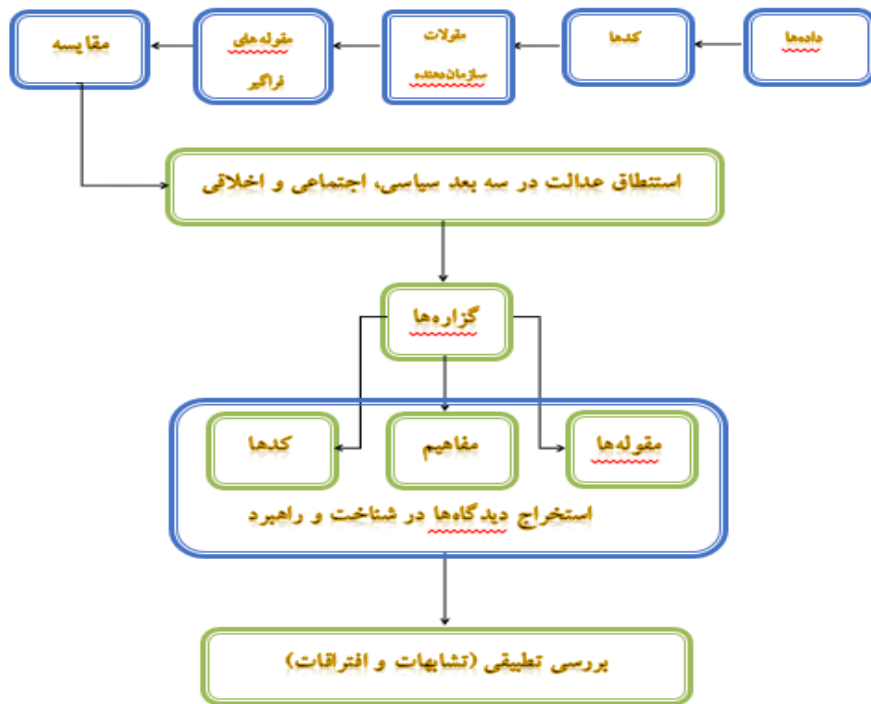 داده‌ها
کدها
مقولات
سازمان‌دهنده
مقوله‌های
فراگیر
مقایسه
استنطاق عدالت در سه بعد سیاسی، اجتماعی و اخلاقی
گزاره‌ها
مقوله‌ها
مفاهیم
کدها
استخراج دیدگاه‌ها در شناخت و راهبرد
بررسی تطبیقی (تشابهات و افتراقات)